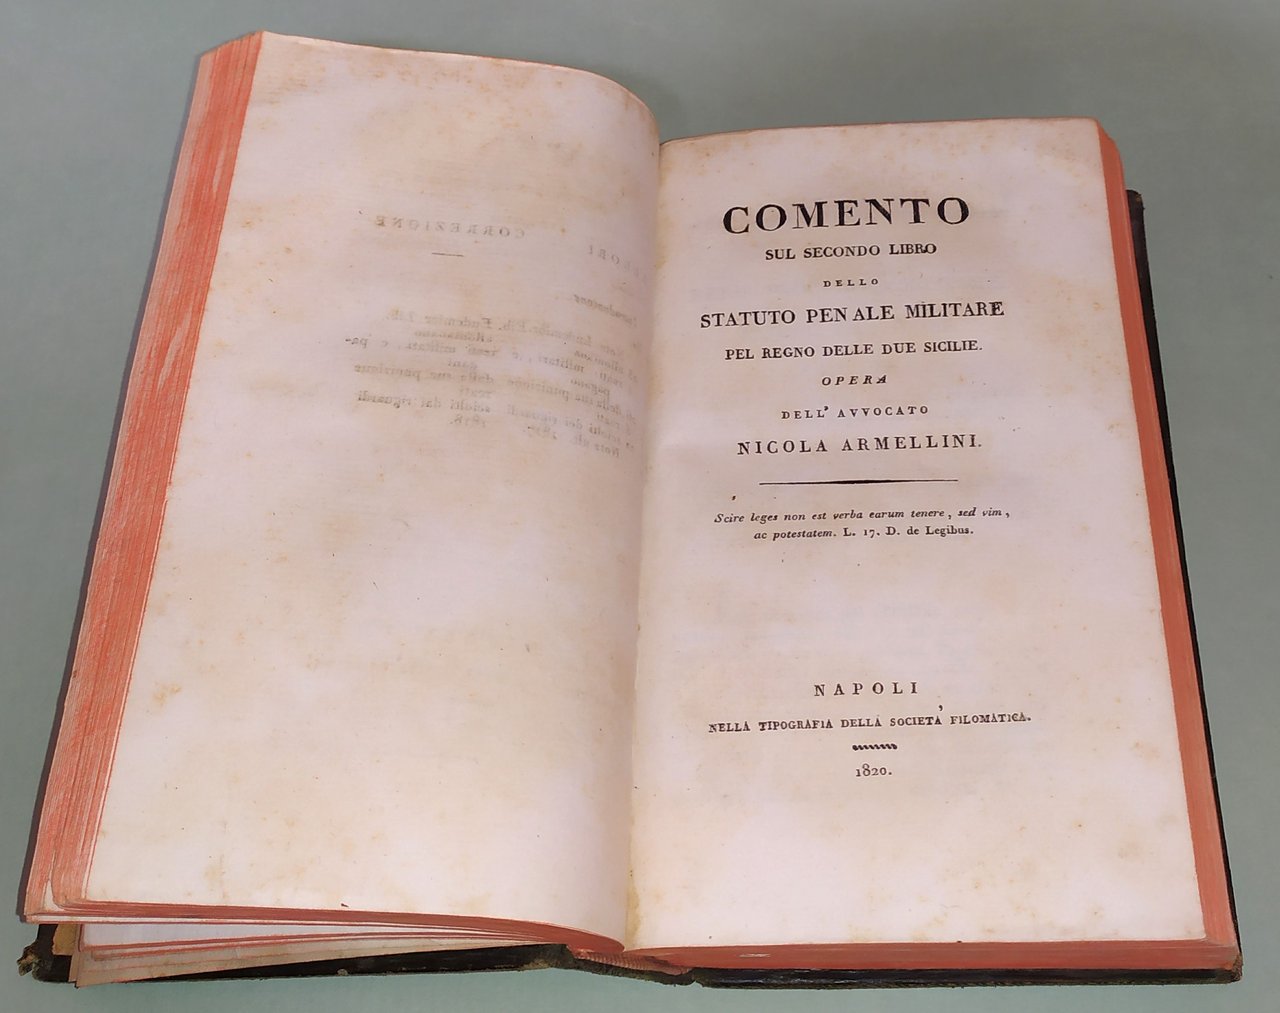 COMENTO
SUL SECONDO LIBRO
DELLO
STATUTO PENALE MILITARE
PEL REGNO DELLE DUE SICILIE.
OPERA
DELL' AVVOCATO
NICOLA ARMELLINI.
Scire leges non est verba earum tenere, sed vim,
ac potestatem. L. 17. D. de Legibus.
NAPOLI
NELLA TIPOGRAFIA DELLA SOCIETA' FILOMATICA.
1820.